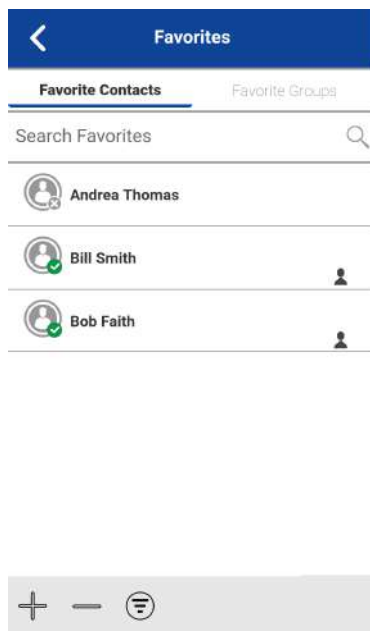 Favorites
Favorite Contacts Favorite Groups
Search Favorites
Andrea Thomas
Bill Smith
Bob Faith